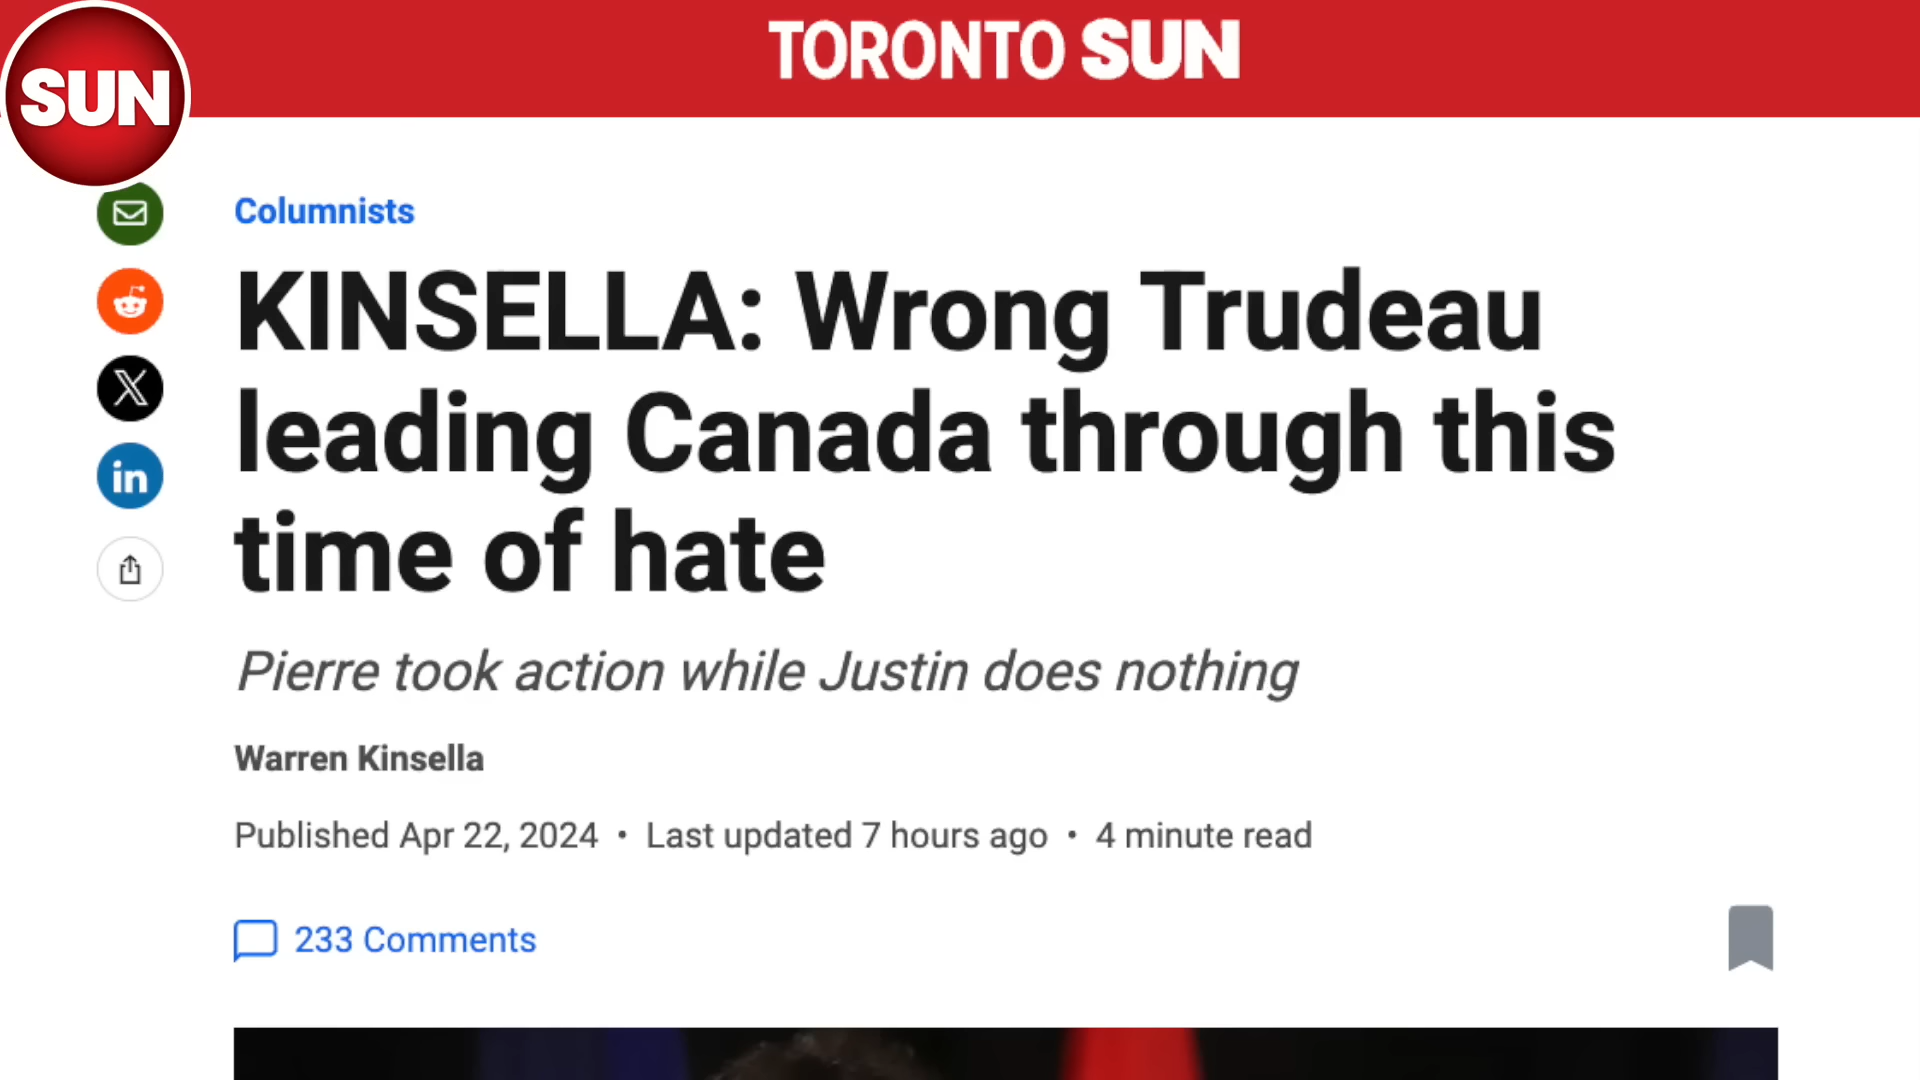 TORONTO SUN
SUN
Columnists
KINSELLA: Wrong Trudeau
leading Canada through this
time of hate
Pierre took action while Justin does nothing
Warren Kinsella
Published Apr 22, 2024 • Last updated 7 hours ago • 4 minute read
233 Comments
in